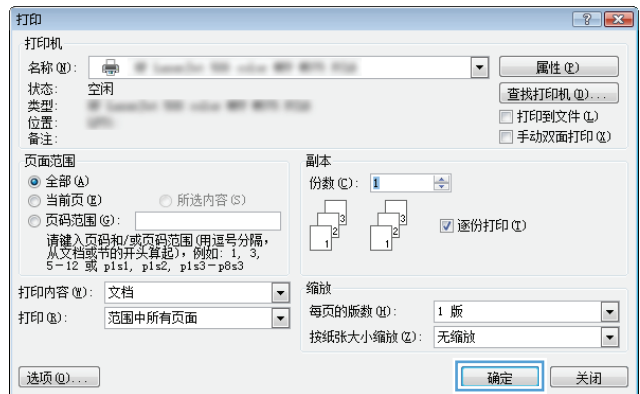 打印
打印机
名称(N):
属性(P)
状态: 空闲
查找打印机(D)...
类型:
位置:
打印到文件(L)
备注:
手动双面打印(X)
页面范围
副本
全部(A)
份数(C): 1
当前页(E) 所选内容(S)
页码范围(G):
逐份打印(T)
请键入页码和/或页码范围(用逗号分隔，
从文档或节的开头算起)，例如: 1, 3,
5-12 或 p1s1, p1s2, p1s3-p8s3
3
2
1
3
2
1
打印内容(W): 文档
缩放
打印(R): 范围中所有页面
每页的版数(H): 1 版
按纸张大小缩放(Z): 无缩放
选项(O)...
确定
关闭